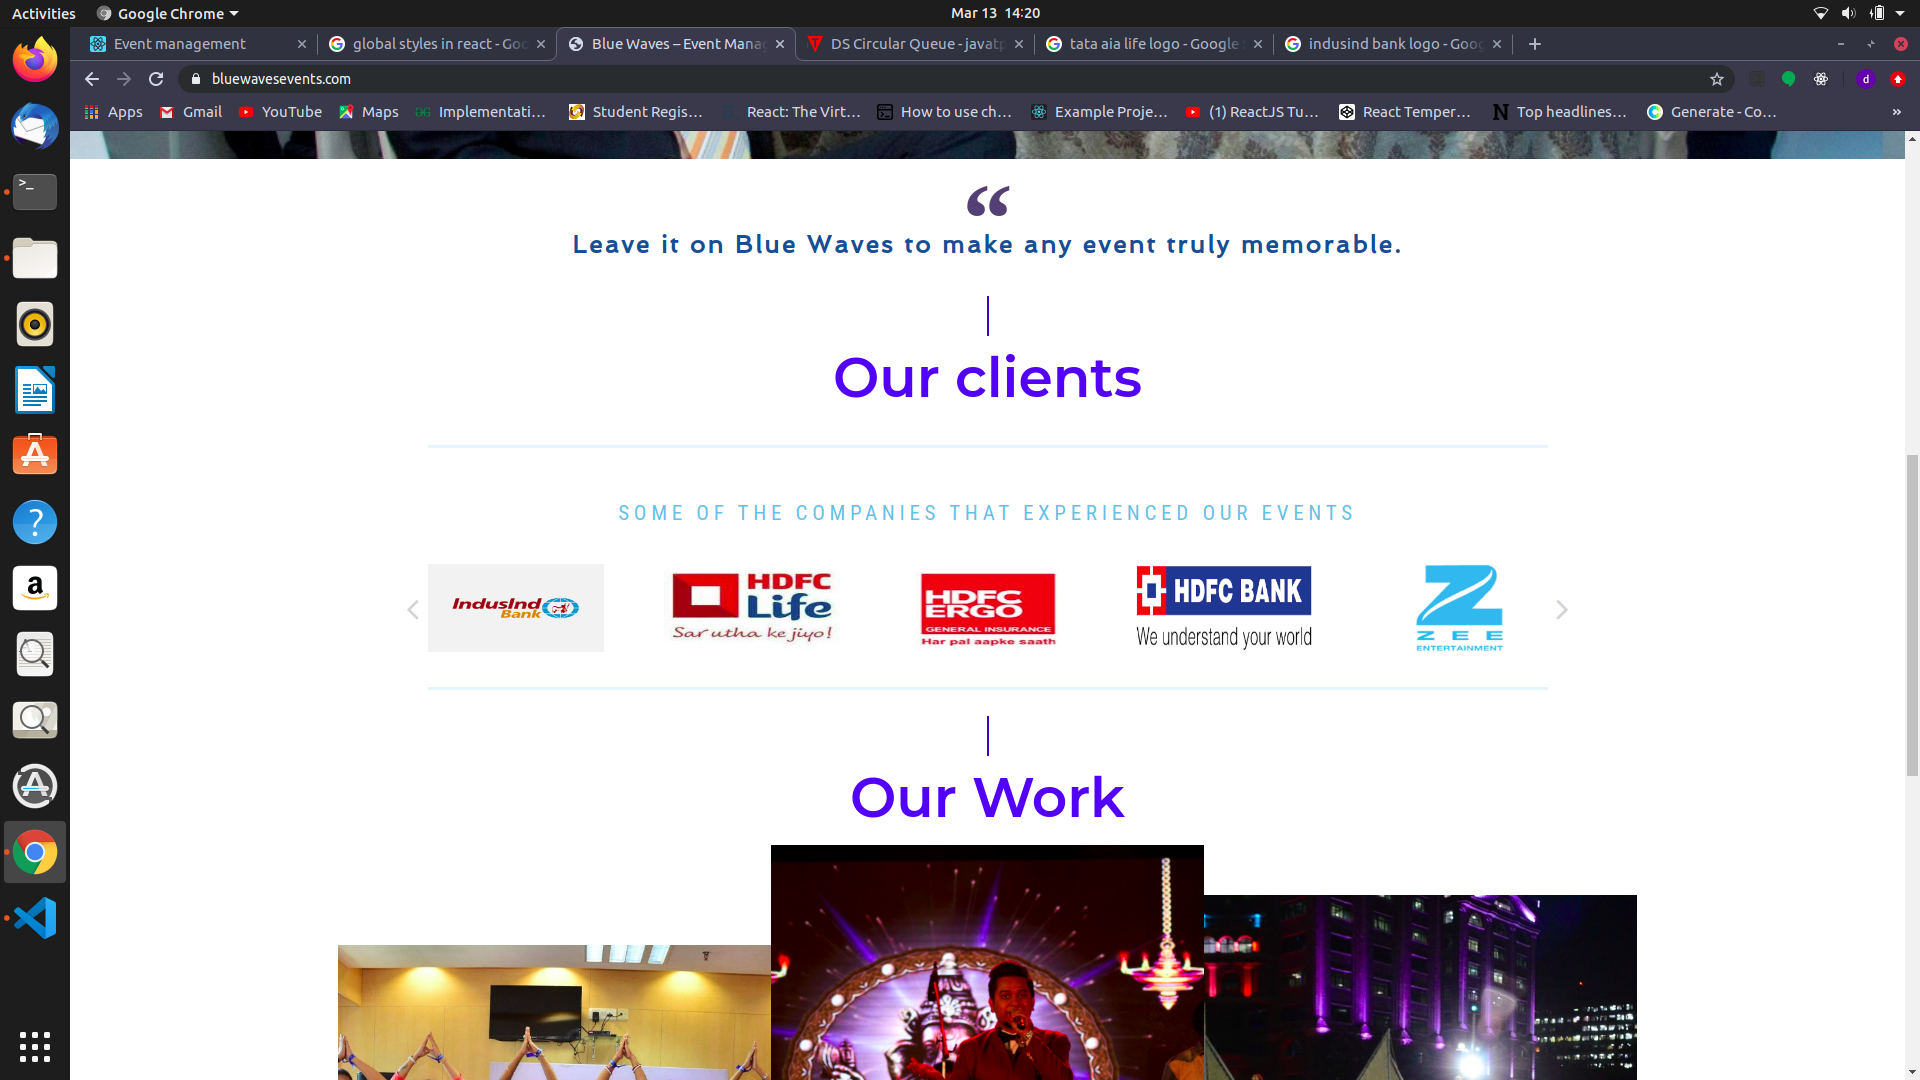 Activities
Google Chrome
Mar 13 14:20
Event management
global styles in react - Goo
Blue Waves – Event Manag
DS Circular Queue - javatp
tata aia life logo - Google
indusind bank logo - Goog
bluewavesevents.com
d
Apps
Gmail
YouTube
Maps
Implementati...
Student Regis...
React: The Virt...
How to use ch...
Example Proje...
(1) ReactJS Tu...
React Temper...
Top headlines...
Generate - Co...
»
“
Leave it on Blue Waves to make any event truly memorable.
Our clients
SOME OF THE COMPANIES THAT EXPERIENCED OUR EVENTS
IndusInd
Bank
HDFC
Life
Sar utha ke jiyo!
HDFC
ERGO
GENERAL INSURANCE
Har pal aapke saath
HDFC BANK
We understand your world
ZEE
ENTERTAINMENT
Our Work